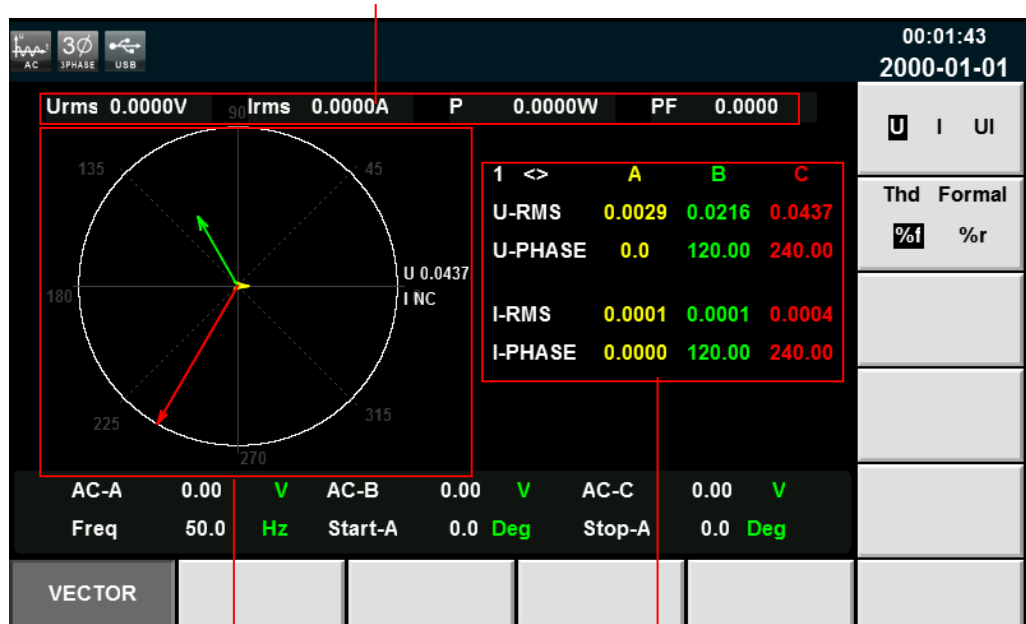 U t 00:01:43
AC 3Ø 3PHASE USB 2000-01-01
Urms 0.0000V Irms 0.0000A P 0.0000W PF 0.0000
U I UI
90
135 45
1 <> A B C
Thd Formal
U-RMS 0.0029 0.0216 0.0437
%f %r
U-PHASE 0.0 120.00 240.00
U 0.0437
180 0 I NC
I-RMS 0.0001 0.0001 0.0004
I-PHASE 0.0000 120.00 240.00
225 315
270
AC-A 0.00 V AC-B 0.00 V AC-C 0.00 V
Freq 50.0 Hz Start-A 0.0 Deg Stop-A 0.0 Deg
VECTOR